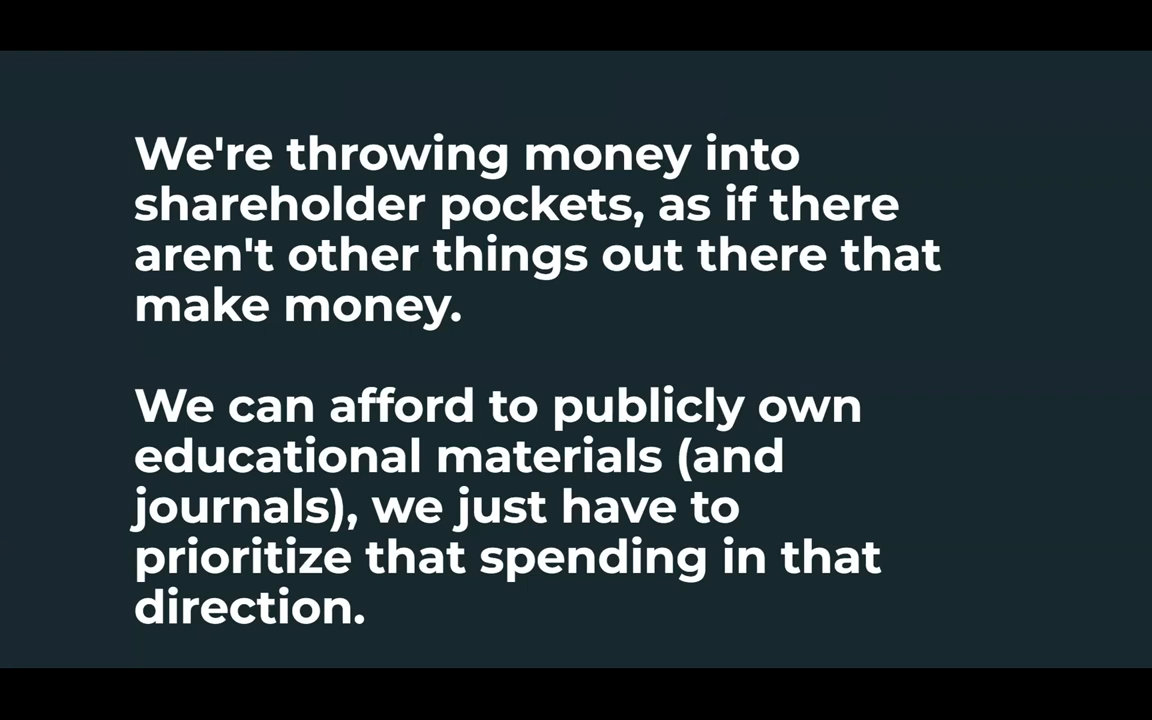 We're throwing money into
shareholder pockets, as if there
aren't other things out there that
make money.
We can afford to publicly own
educational materials (and
journals), we just have to
prioritize that spending in that
direction.